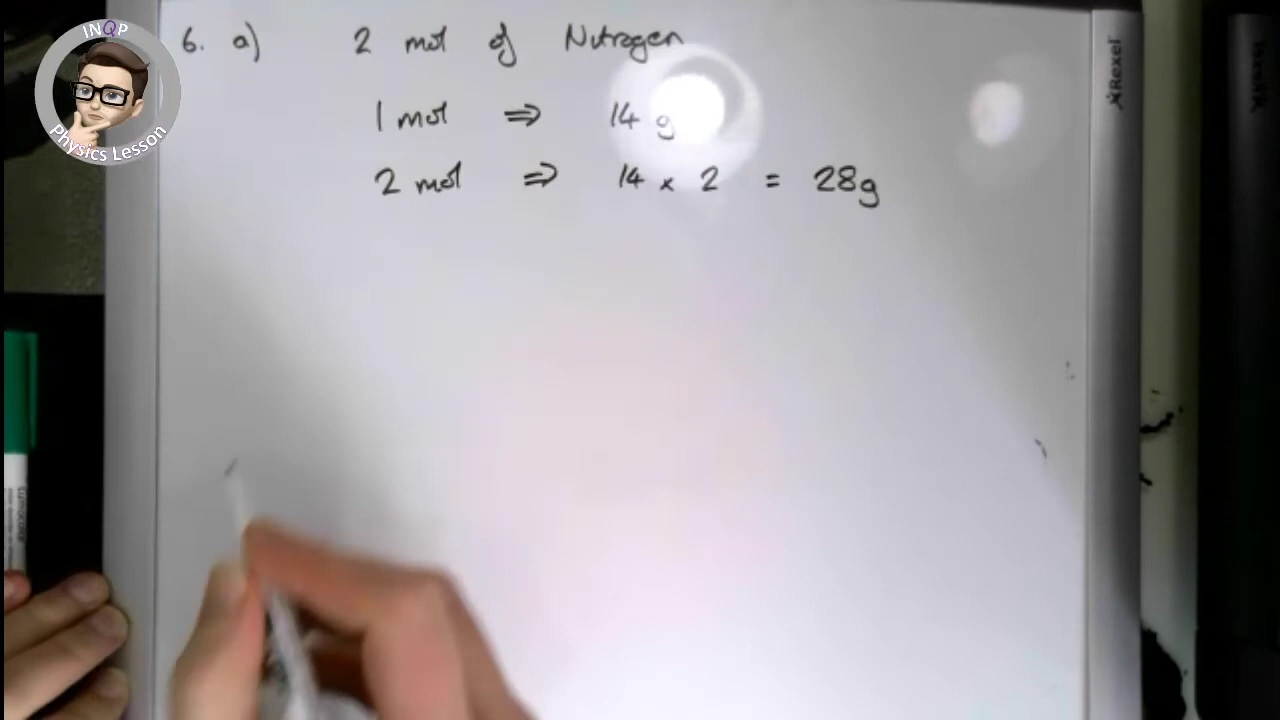 INQP
Physics Lesson
6. a) 2 mol of Nitrogen
1 mol ⇒ 14 g
2 mol ⇒ 14 × 2 = 28g
Rexel